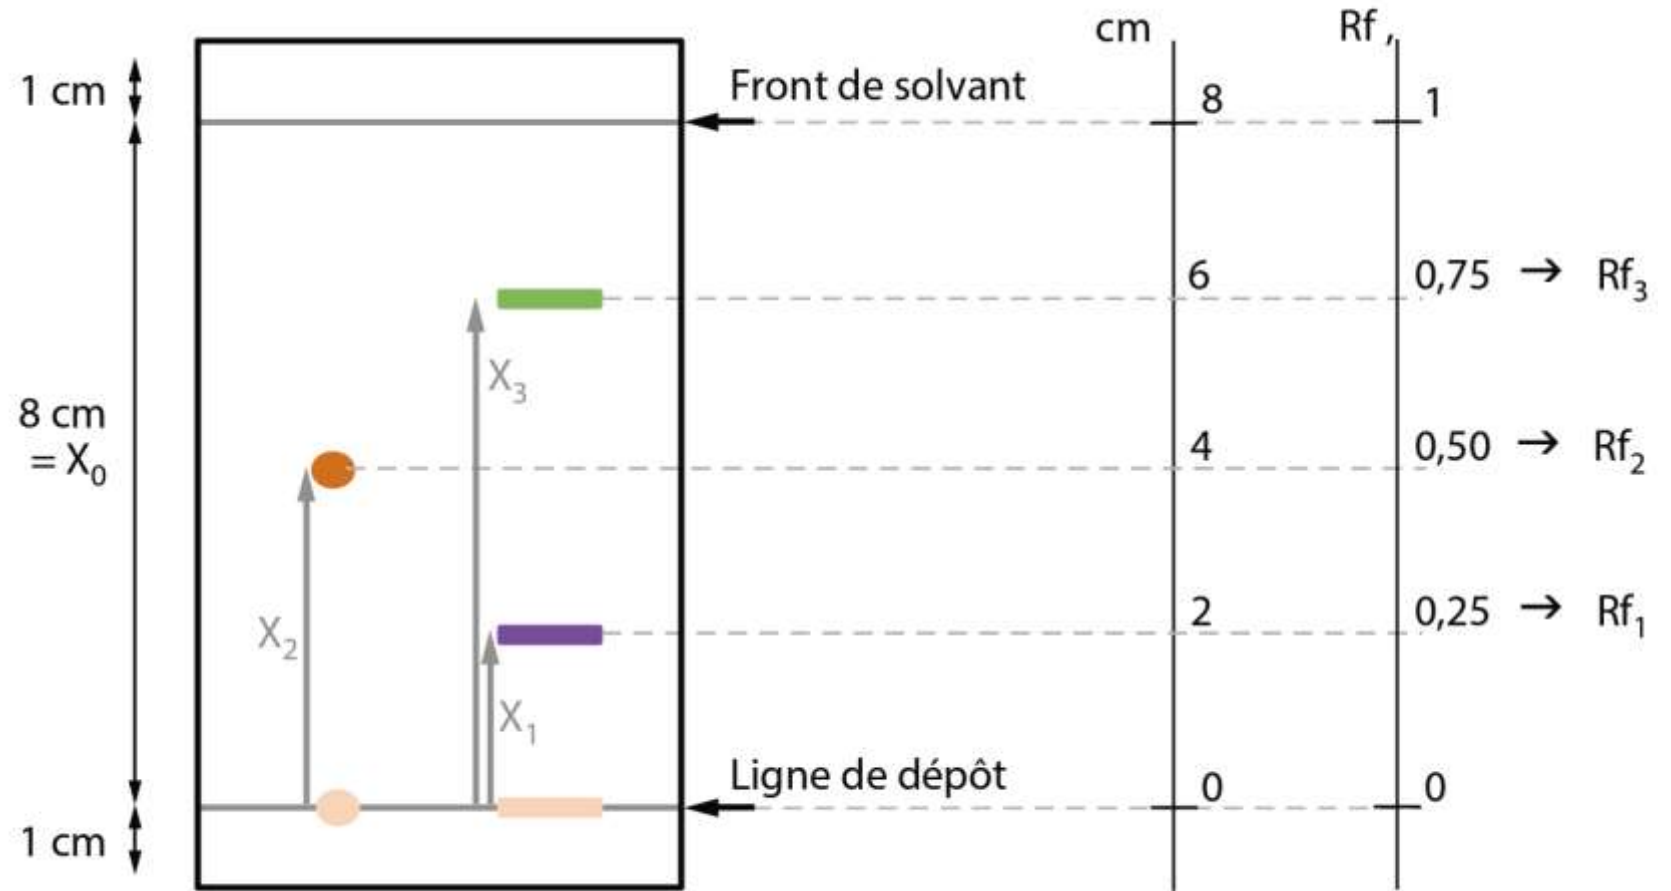 cm
Rf ,
1 cm
Front de solvant
8
1
6
0,75 → Rf₃
X₃
8 cm
= X₀
4
0,50 → Rf₂
X₂
2
0,25 → Rf₁
X₁
Ligne de dépôt
0
0
1 cm